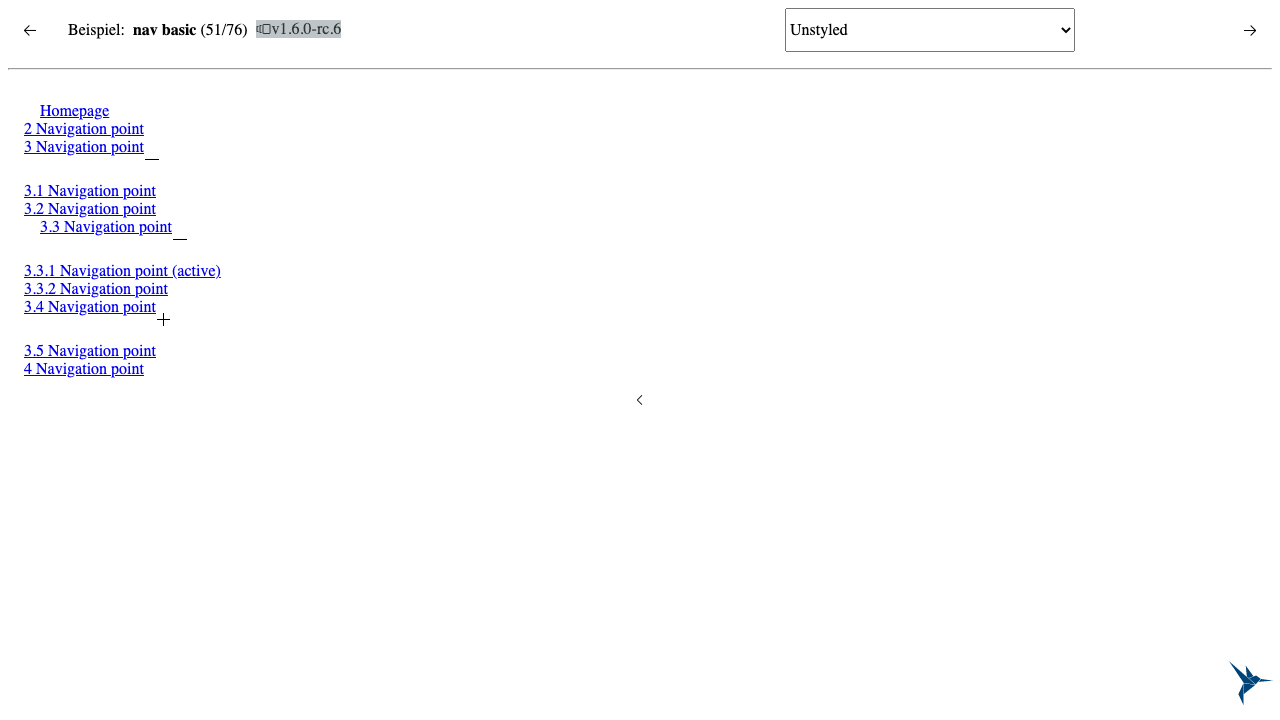 Beispiel: nav basic (51/76) v1.6.0-rc.6
Unstyled
Homepage
2 Navigation point
3 Navigation point
3.1 Navigation point
3.2 Navigation point
3.3 Navigation point
3.3.1 Navigation point (active)
3.3.2 Navigation point
3.4 Navigation point
3.5 Navigation point
4 Navigation point